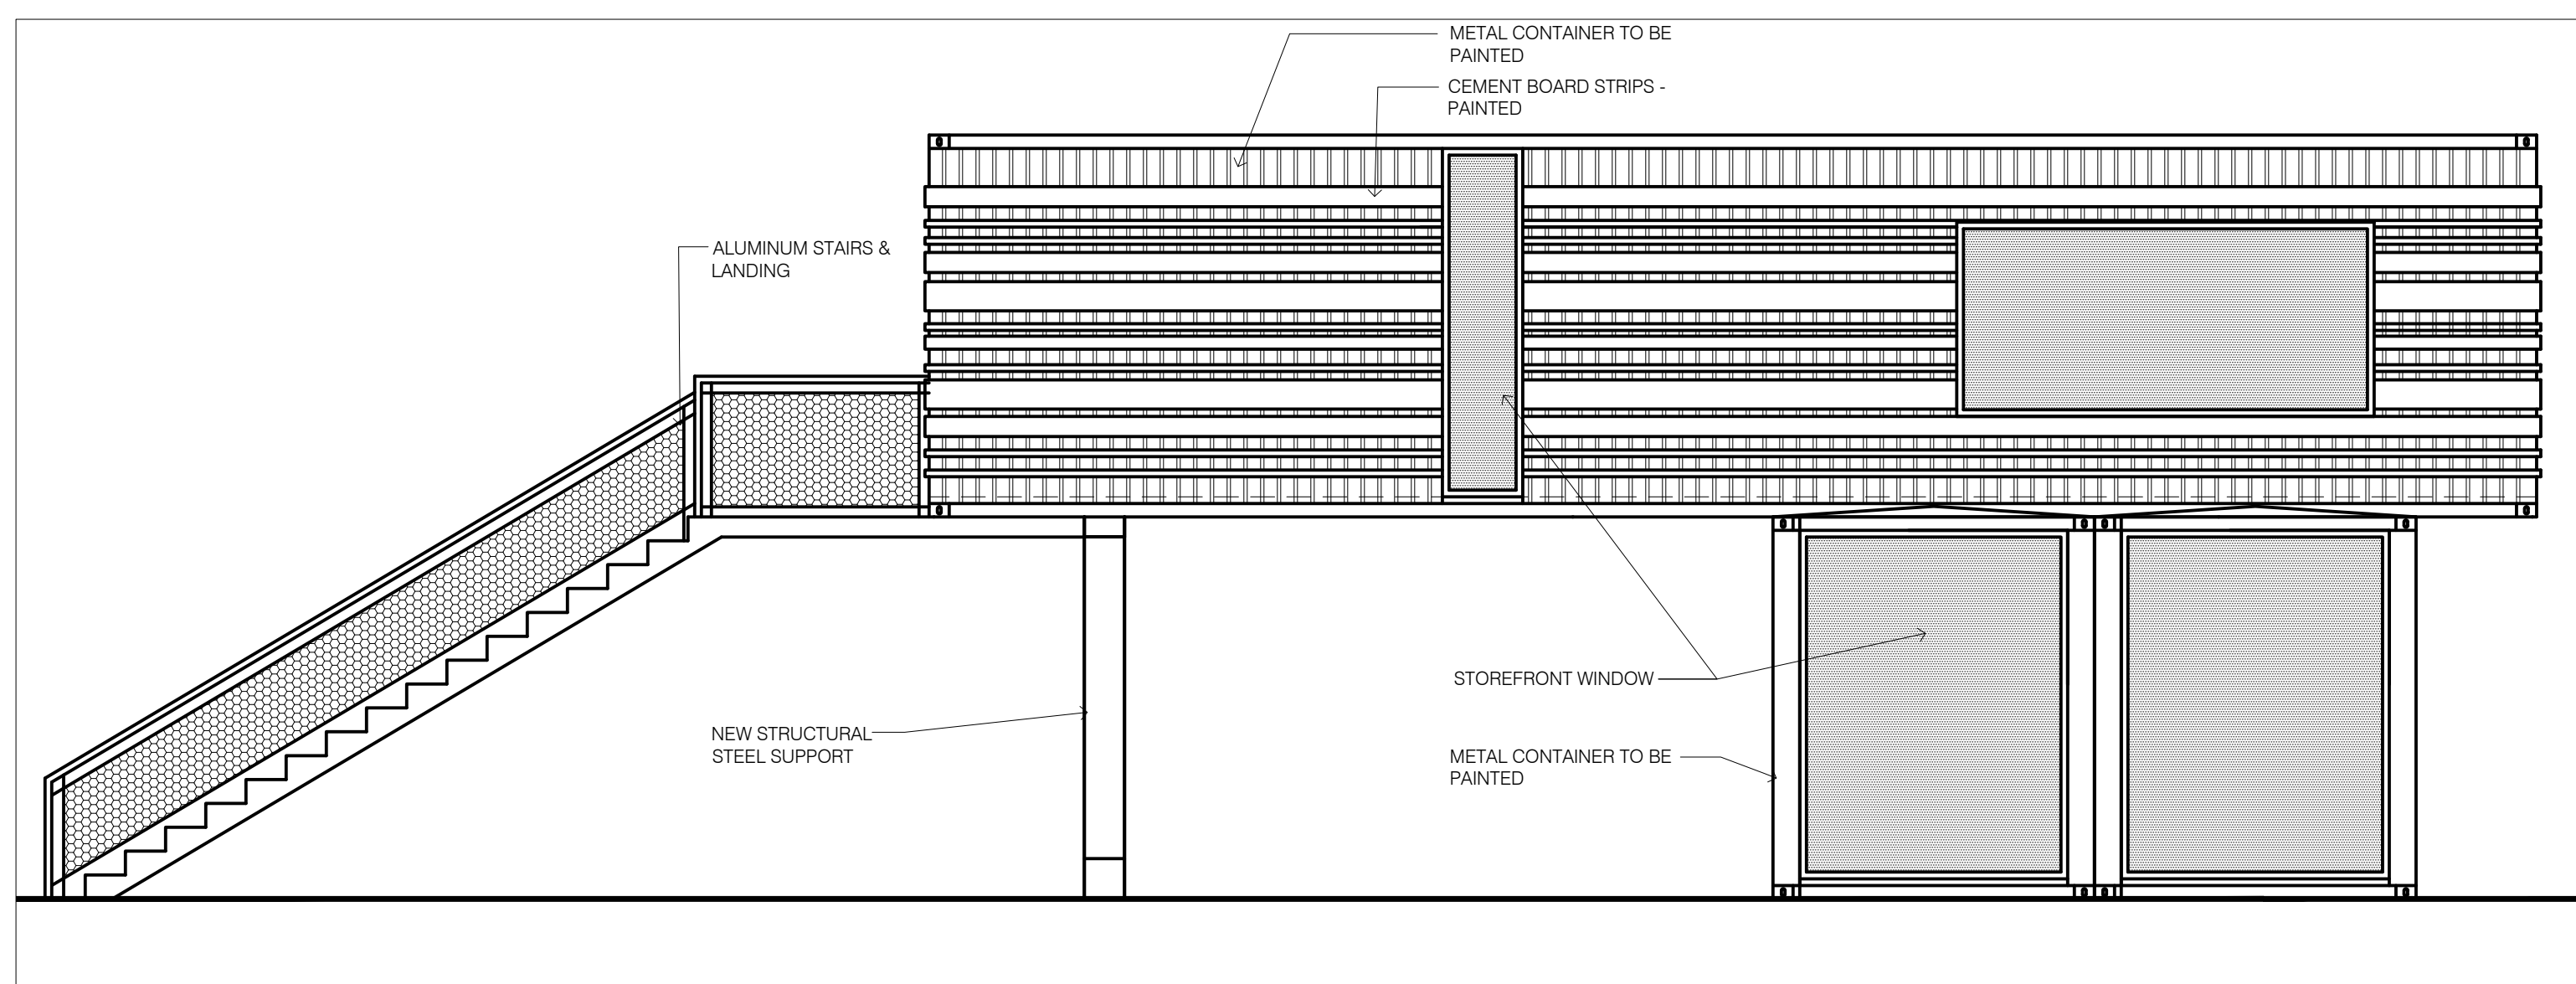 METAL CONTAINER TO BE
PAINTED
CEMENT BOARD STRIPS -
PAINTED
ALUMINUM STAIRS &
LANDING
STOREFRONT WINDOW
NEW STRUCTURAL
STEEL SUPPORT
METAL CONTAINER TO BE
PAINTED